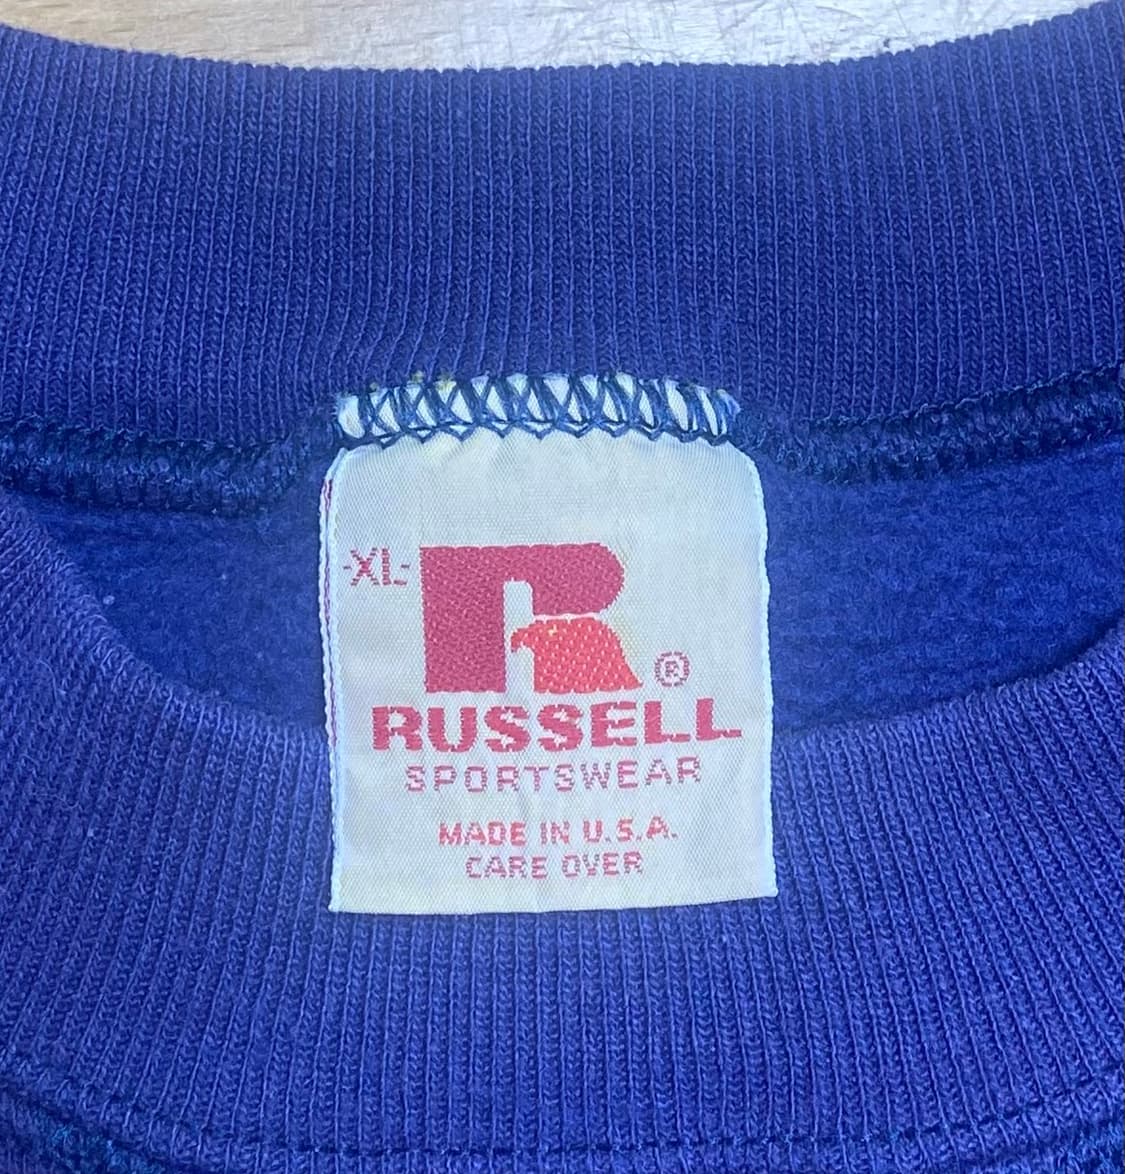 -XL-
R ®
RUSSELL
SPORTSWEAR
MADE IN U.S.A.
CARE OVER